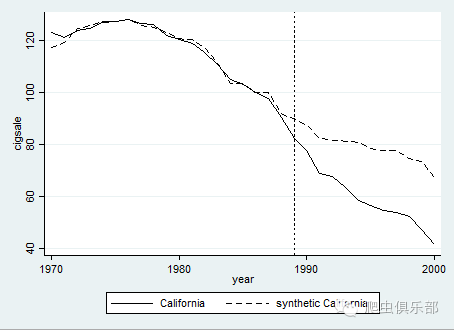 120
100
80
60
40
cigsale
1970
1980
1990
2000
year
California
synthetic California
爬虫俱乐部